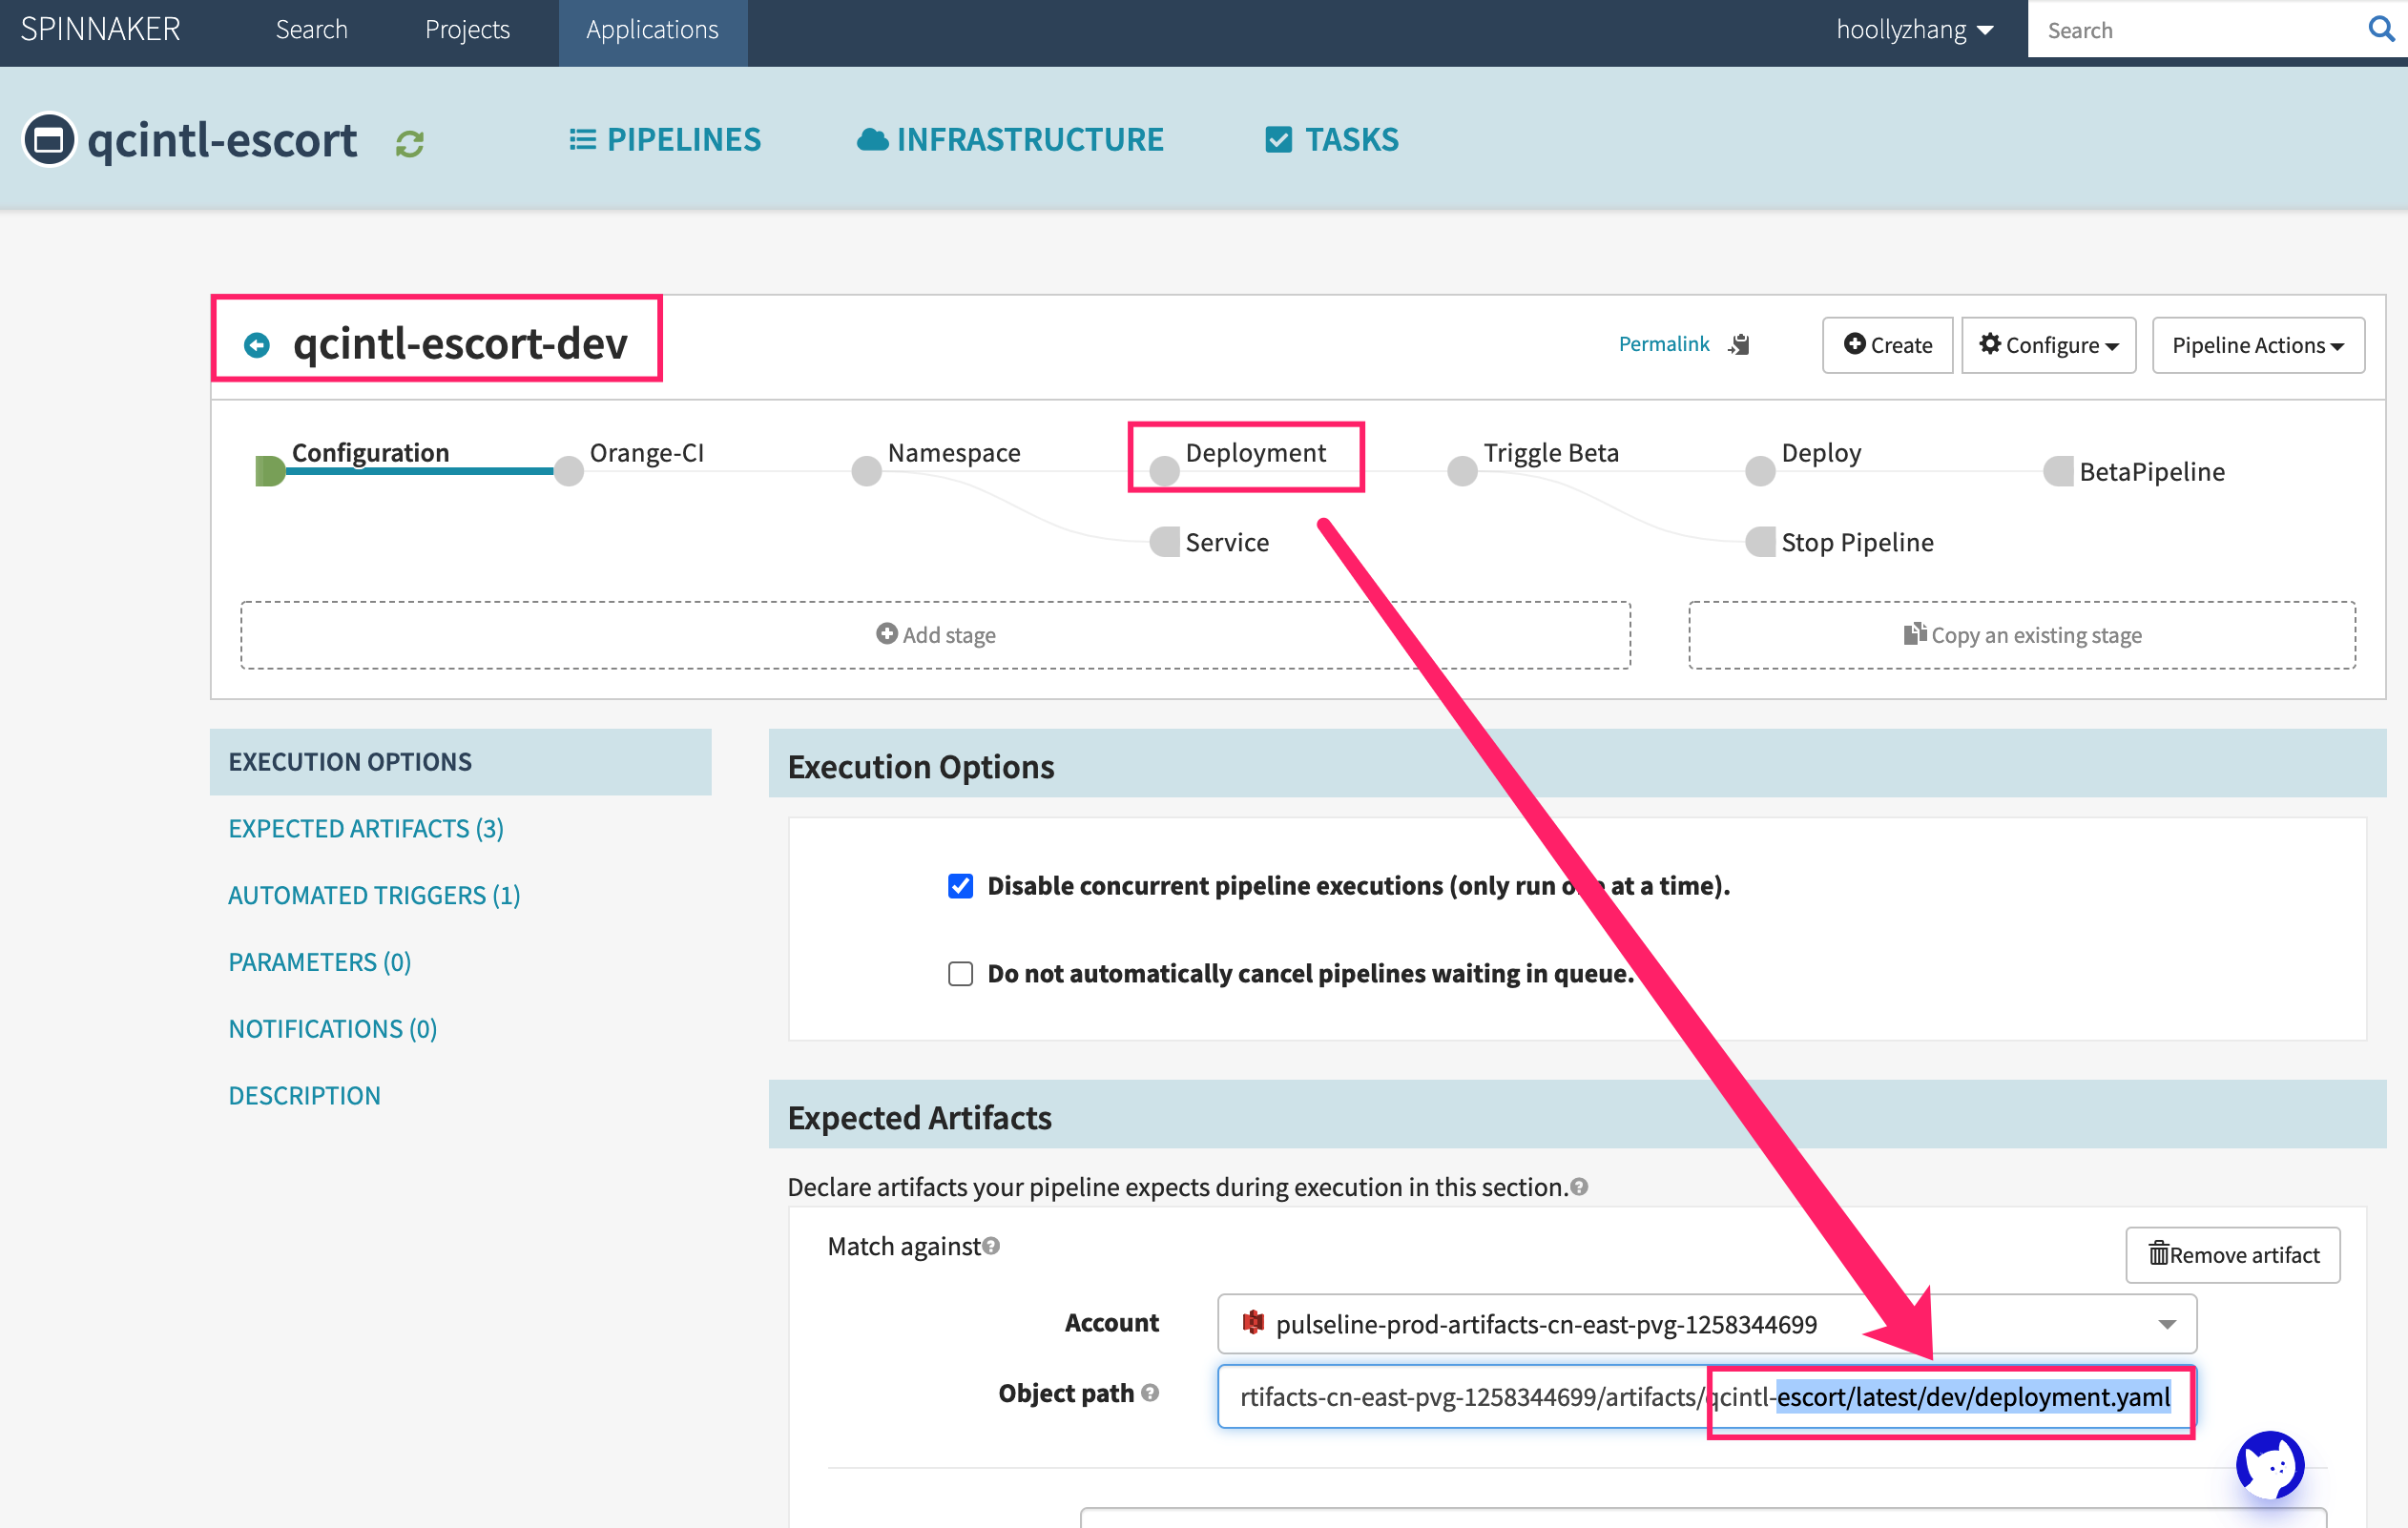 SPINNAKER Search Projects Applications hoollyzhang Search
qcintl-escort PIPELINES INFRASTRUCTURE TASKS
qcintl-escort-dev Permalink Create Configure Pipeline Actions
Configuration Orange-CI Namespace Deployment Triggle Beta Deploy BetaPipeline
Service Stop Pipeline
Add stage Copy an existing stage
EXECUTION OPTIONS
EXPECTED ARTIFACTS (3)
AUTOMATED TRIGGERS (1)
PARAMETERS (0)
NOTIFICATIONS (0)
DESCRIPTION
Execution Options
Disable concurrent pipeline executions (only run one at a time).
Do not automatically cancel pipelines waiting in queue.
Expected Artifacts
Declare artifacts your pipeline expects during execution in this section.
Match against Remove artifact
Account pulseline-prod-artifacts-cn-east-pvg-1258344699
Object path rtifacts-cn-east-pvg-1258344699/artifacts/qcintl-escort/latest/dev/deployment.yaml